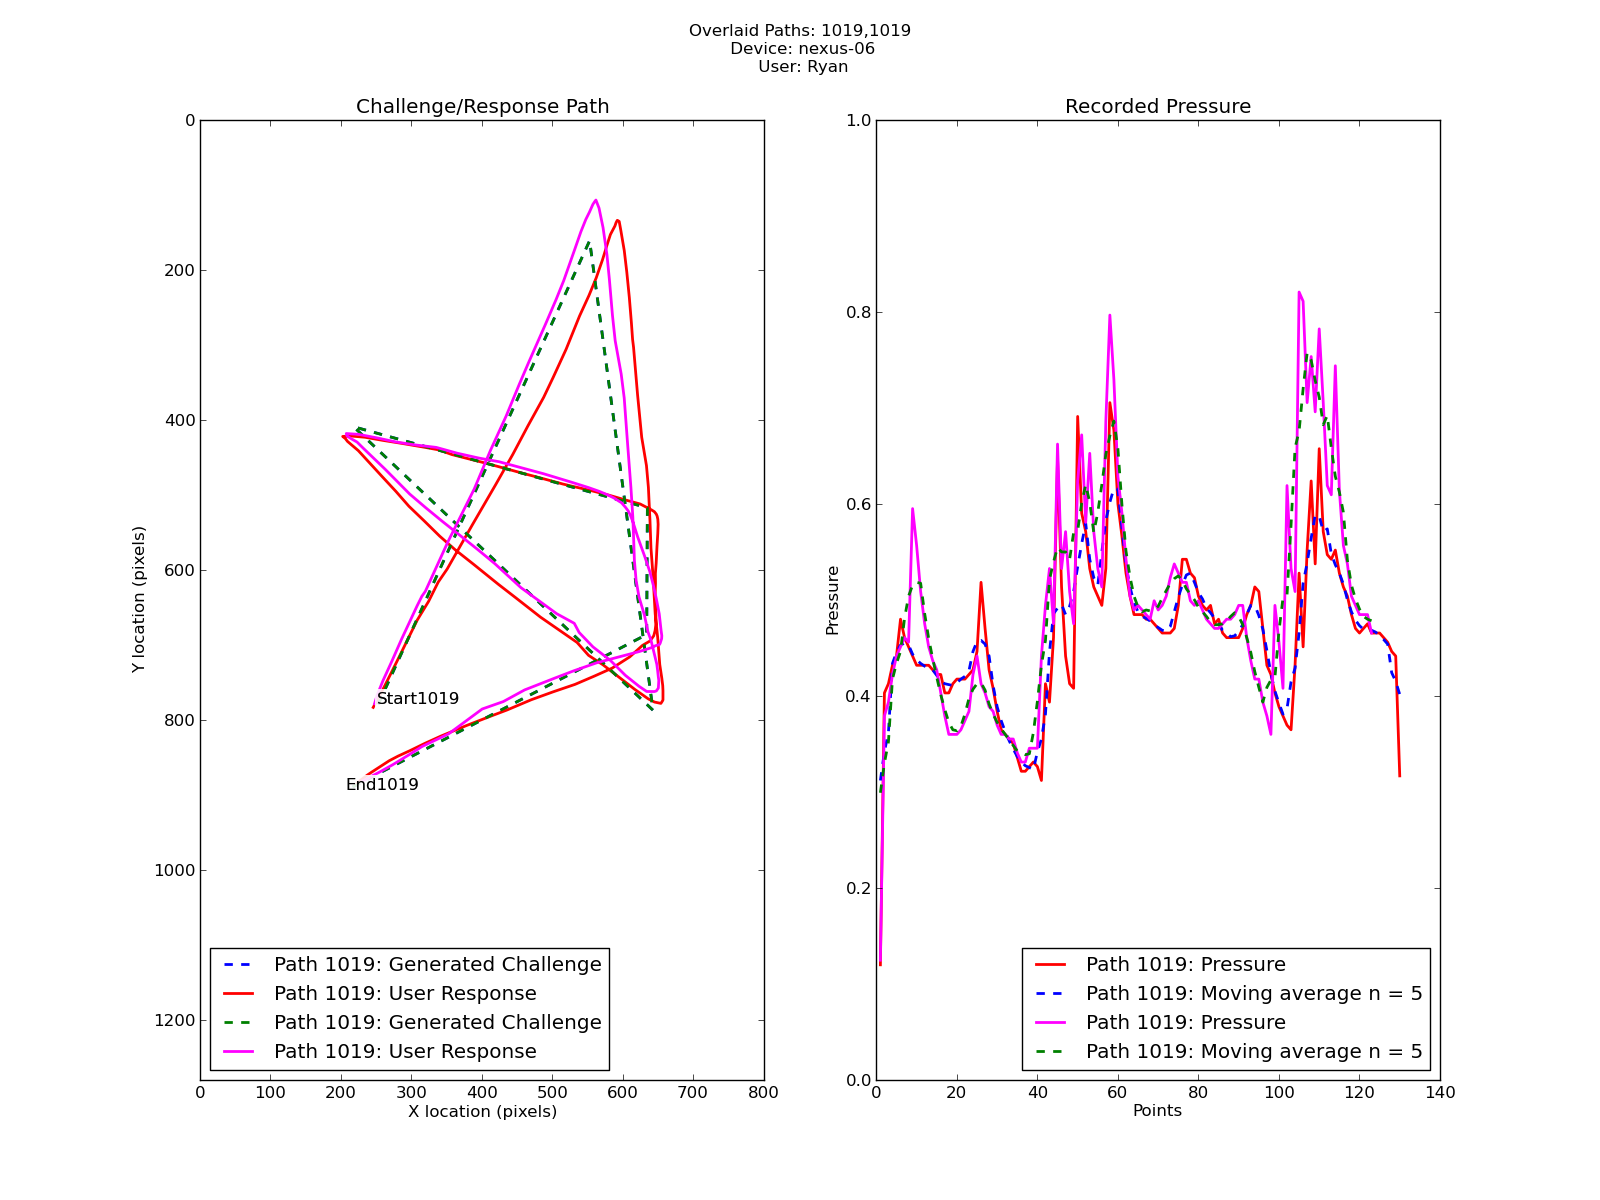 Overlaid Paths: 1019,1019
Device: nexus-06
User: Ryan
Challenge/Response Path
0
200
400
600
800
1000
1200
Y location (pixels)
Start1019
End1019
Path 1019: Generated Challenge
Path 1019: User Response
Path 1019: Generated Challenge
Path 1019: User Response
0 100 200 300 400 500 600 700 800
X location (pixels)
Recorded Pressure
1.0
0.8
0.6
0.4
0.2
0.0
Pressure
Path 1019: Pressure
Path 1019: Moving average n = 5
Path 1019: Pressure
Path 1019: Moving average n = 5
0 20 40 60 80 100 120 140
Points